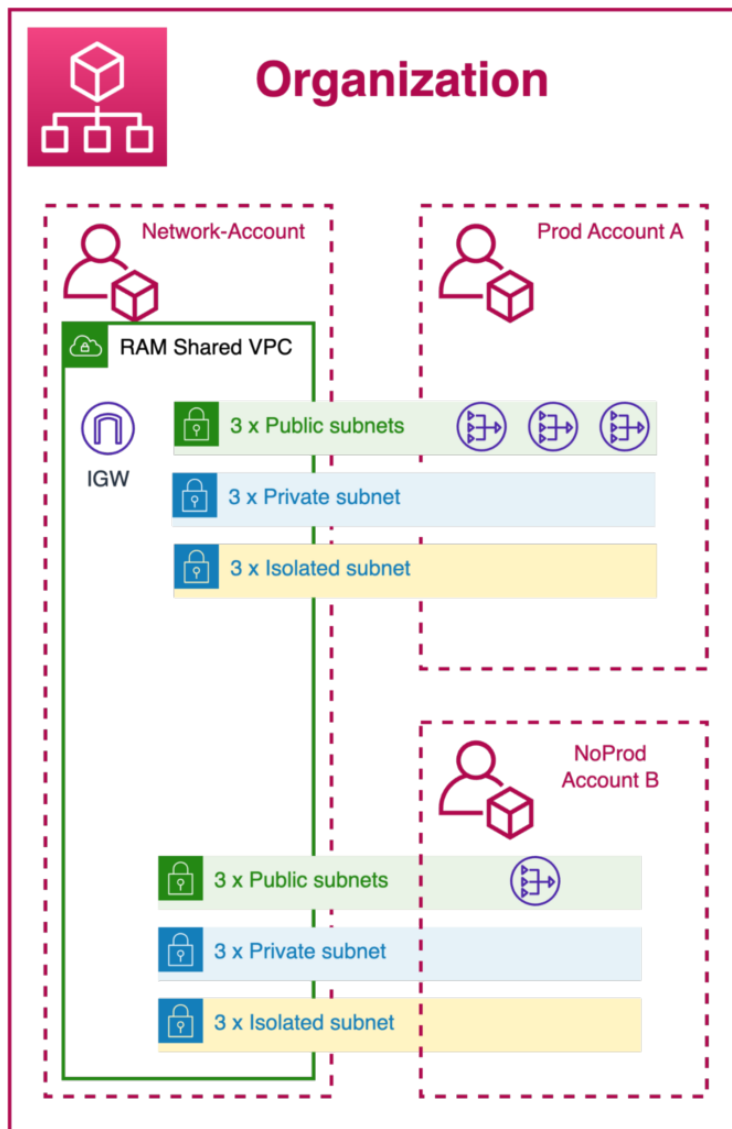 Organization
Network-Account
Prod Account A
RAM Shared VPC
3 x Public subnets
IGW
3 x Private subnet
3 x Isolated subnet
NoProd
Account B
3 x Public subnets
3 x Private subnet
3 x Isolated subnet